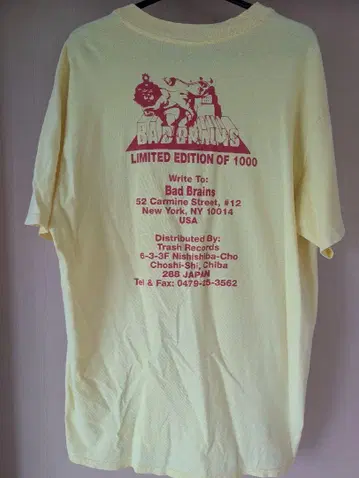 BAD BRAINS
LIMITED EDITION OF 1000
Write To:
Bad Brains
52 Carmine Street, #12
New York, NY 10014
USA
Distributed By:
Trash Records
6-3-3F Nishishiba-Cho
Choshi-Shi, Chiba
288 JAPAN
Tel & Fax: 0479-25-3562